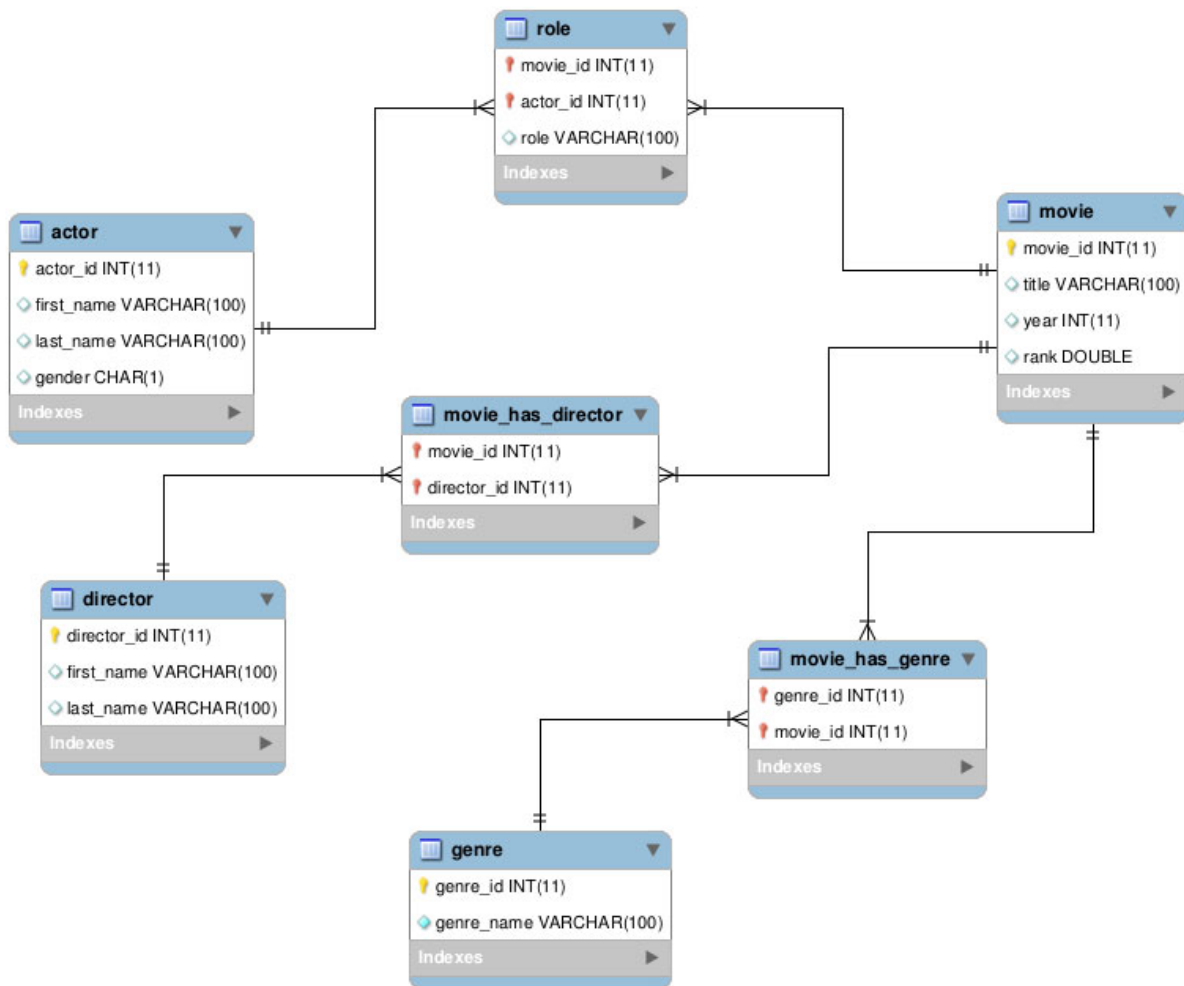 role
movie_id INT(11)
actor_id INT(11)
role VARCHAR(100)
Indexes
actor
actor_id INT(11)
first_name VARCHAR(100)
last_name VARCHAR(100)
gender CHAR(1)
Indexes
movie
movie_id INT(11)
title VARCHAR(100)
year INT(11)
rank DOUBLE
Indexes
movie_has_director
movie_id INT(11)
director_id INT(11)
Indexes
director
director_id INT(11)
first_name VARCHAR(100)
last_name VARCHAR(100)
Indexes
movie_has_genre
genre_id INT(11)
movie_id INT(11)
Indexes
genre
genre_id INT(11)
genre_name VARCHAR(100)
Indexes